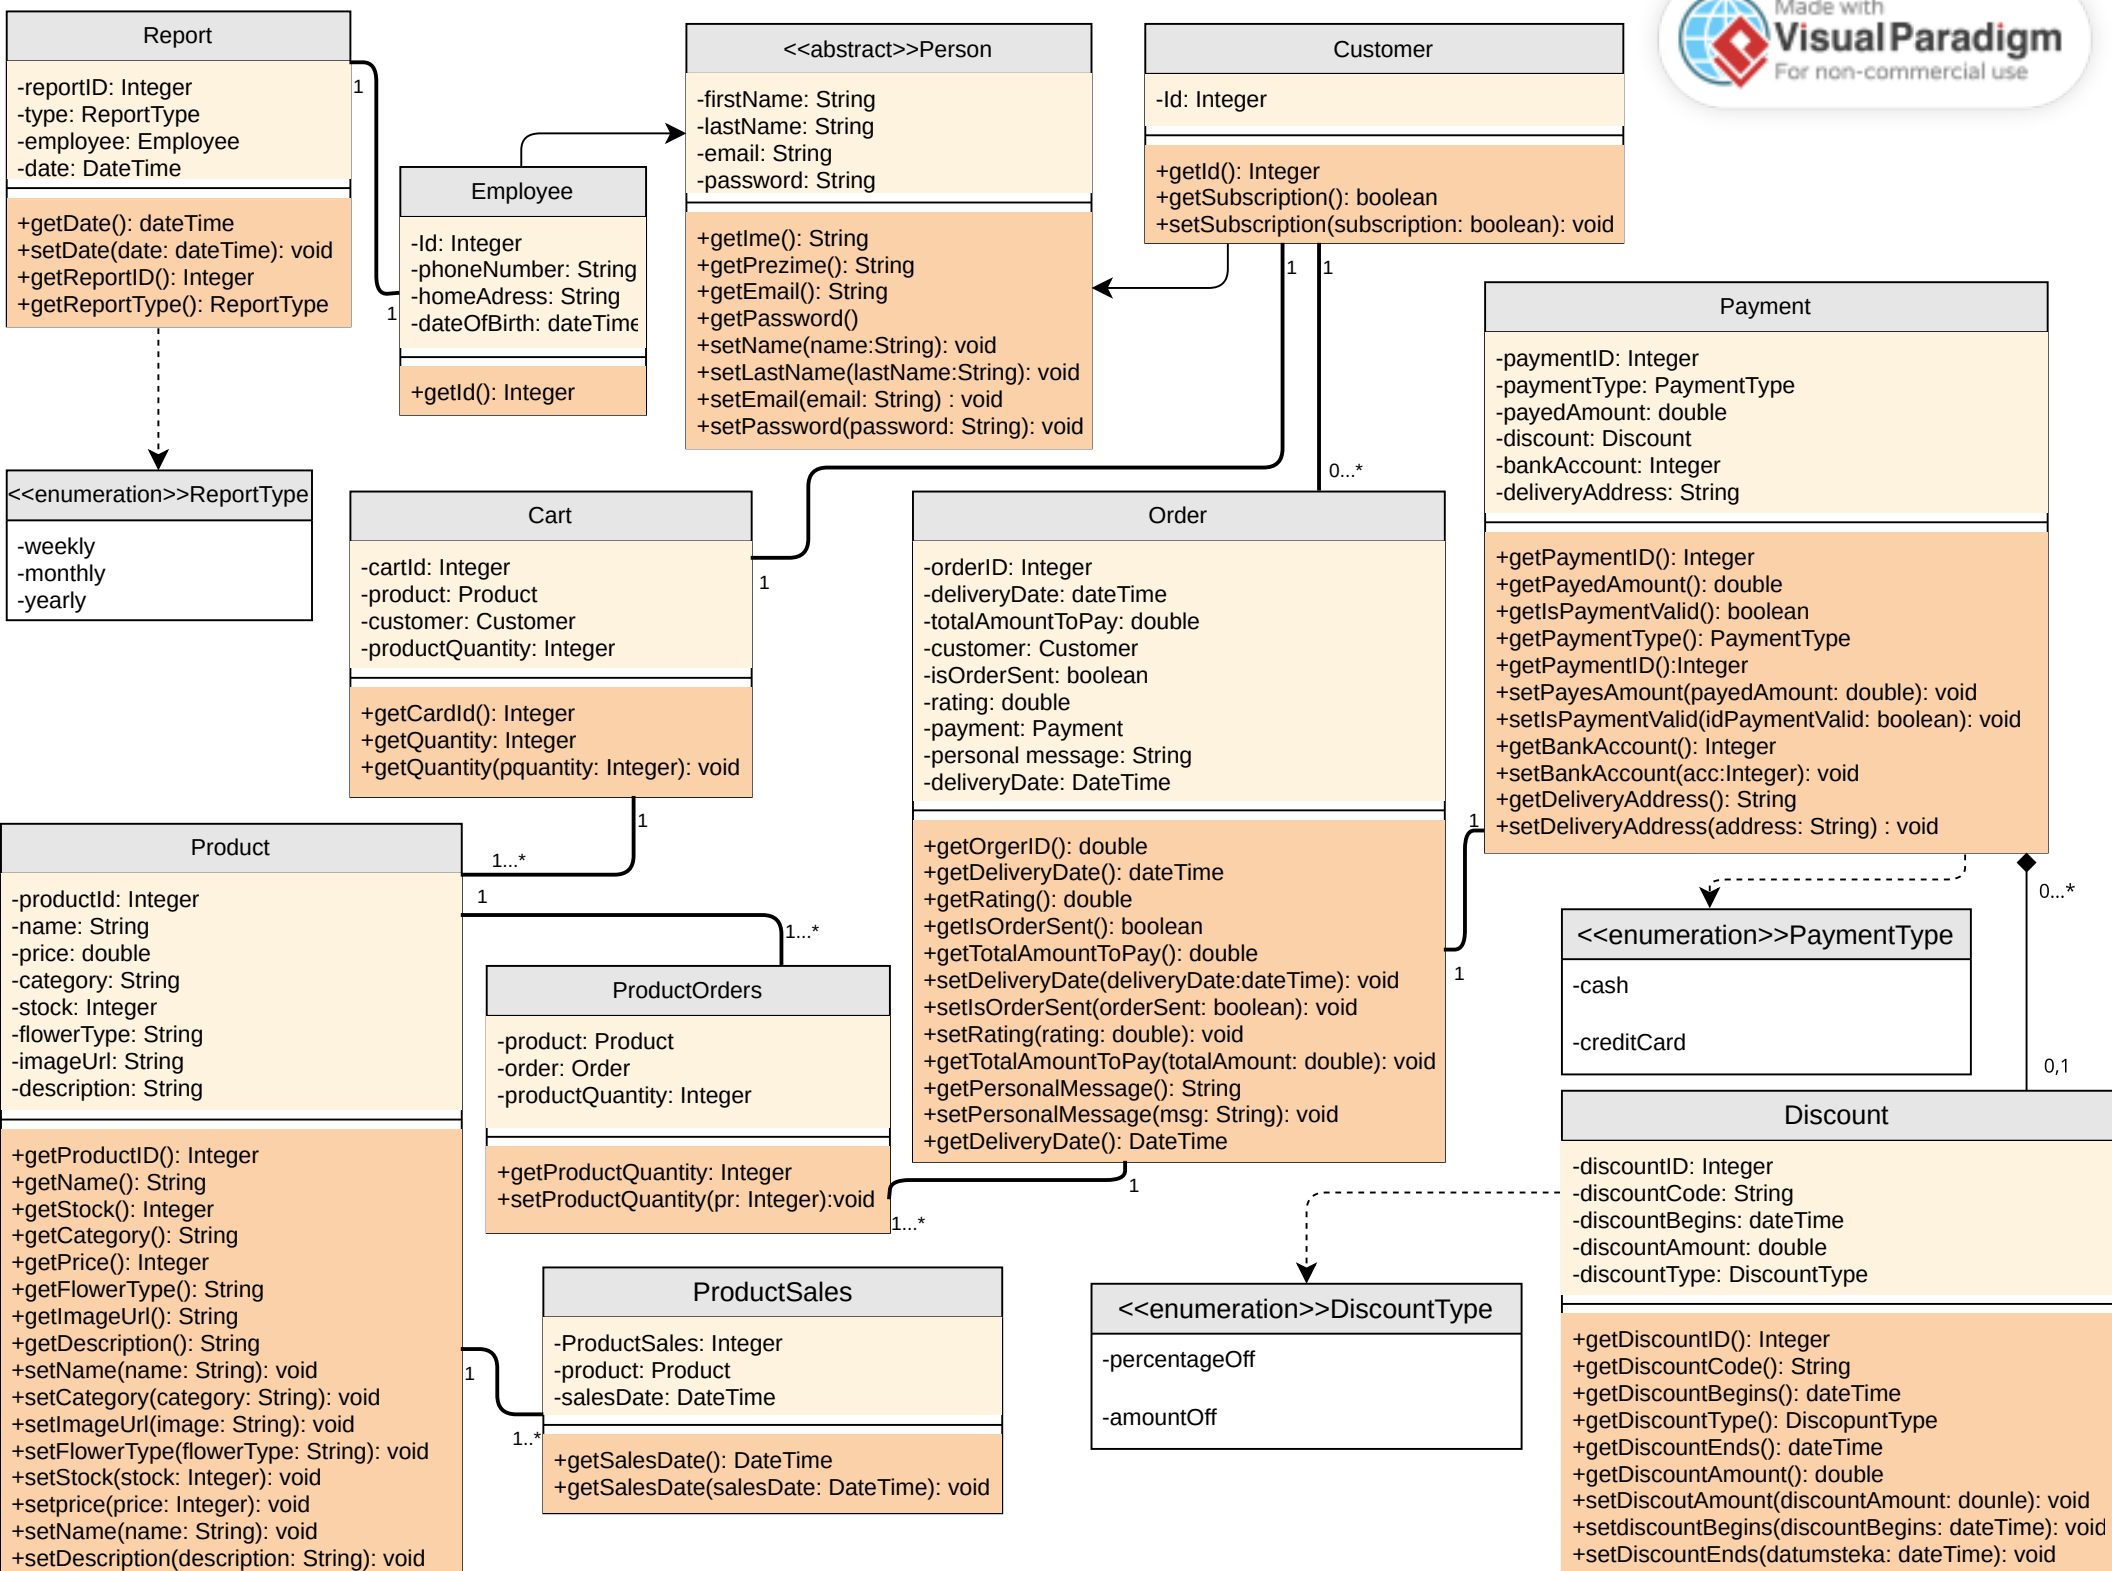 Made with
Visual Paradigm
For non-commercial use
Report
-reportID: Integer
-type: ReportType
-employee: Employee
-date: DateTime
+getDate(): dateTime
+setDate(date: dateTime): void
+getReportID(): Integer
+getReportType(): ReportType
1
1
Employee
-Id: Integer
-phoneNumber: String
-homeAdress: String
-dateOfBirth: dateTime
+getId(): Integer
<<abstract>>Person
-firstName: String
-lastName: String
-email: String
-password: String
+getIme(): String
+getPrezime(): String
+getEmail(): String
+getPassword()
+setName(name:String): void
+setLastName(lastName:String): void
+setEmail(email: String) : void
+setPassword(password: String): void
Customer
-Id: Integer
+getId(): Integer
+getSubscription(): boolean
+setSubscription(subscription: boolean): void
1
1
0...*
1
<<enumeration>>ReportType
-weekly
-monthly
-yearly
Cart
-cartId: Integer
-product: Product
-customer: Customer
-productQuantity: Integer
+getCardId(): Integer
+getQuantity: Integer
+getQuantity(pquantity: Integer): void
1
1...*
Order
-orderID: Integer
-deliveryDate: dateTime
-totalAmountToPay: double
-customer: Customer
-isOrderSent: boolean
-rating: double
-payment: Payment
-personal message: String
-deliveryDate: DateTime
+getOrgerID(): double
+getDeliveryDate(): dateTime
+getRating(): double
+getIsOrderSent(): boolean
+getTotalAmountToPay(): double
+setDeliveryDate(deliveryDate:dateTime): void
+setIsOrderSent(orderSent: boolean): void
+setRating(rating: double): void
+getTotalAmountToPay(totalAmount: double): void
+getPersonalMessage(): String
+setPersonalMessage(msg: String): void
+getDeliveryDate(): DateTime
1
1
1
1...*
Payment
-paymentID: Integer
-paymentType: PaymentType
-payedAmount: double
-discount: Discount
-bankAccount: Integer
-deliveryAddress: String
+getPaymentID(): Integer
+getPayedAmount(): double
+getIsPaymentValid(): boolean
+getPaymentType(): PaymentType
+getPaymentID():Integer
+setPayesAmount(payedAmount: double): void
+setIsPaymentValid(idPaymentValid: boolean): void
+getBankAccount(): Integer
+setBankAccount(acc:Integer): void
+getDeliveryAddress(): String
+setDeliveryAddress(address: String) : void
0...*
0,1
<<enumeration>>PaymentType
-cash
-creditCard
Product
-productId: Integer
-name: String
-price: double
-category: String
-stock: Integer
-flowerType: String
-imageUrl: String
-description: String
+getProductID(): Integer
+getName(): String
+getStock(): Integer
+getCategory(): String
+getPrice(): Integer
+getFlowerType(): String
+getImageUrl(): String
+getDescription(): String
+setName(name: String): void
+setCategory(category: String): void
+setImageUrl(image: String): void
+setFlowerType(flowerType: String): void
+setStock(stock: Integer): void
+setprice(price: Integer): void
+setName(name: String): void
+setDescription(description: String): void
1
1...*
ProductOrders
-product: Product
-order: Order
-productQuantity: Integer
+getProductQuantity: Integer
+setProductQuantity(pr: Integer):void
1
1..*
ProductSales
-ProductSales: Integer
-product: Product
-salesDate: DateTime
+getSalesDate(): DateTime
+getSalesDate(salesDate: DateTime): void
<<enumeration>>DiscountType
-percentageOff
-amountOff
Discount
-discountID: Integer
-discountCode: String
-discountBegins: dateTime
-discountAmount: double
-discountType: DiscountType
+getDiscountID(): Integer
+getDiscountCode(): String
+getDiscountBegins(): dateTime
+getDiscountType(): DiscopuntType
+getDiscountEnds(): dateTime
+getDiscountAmount(): double
+setDiscoutAmount(discountAmount: dounle): void
+setdiscountBegins(discountBegins: dateTime): void
+setDiscountEnds(datumsteka: dateTime): void